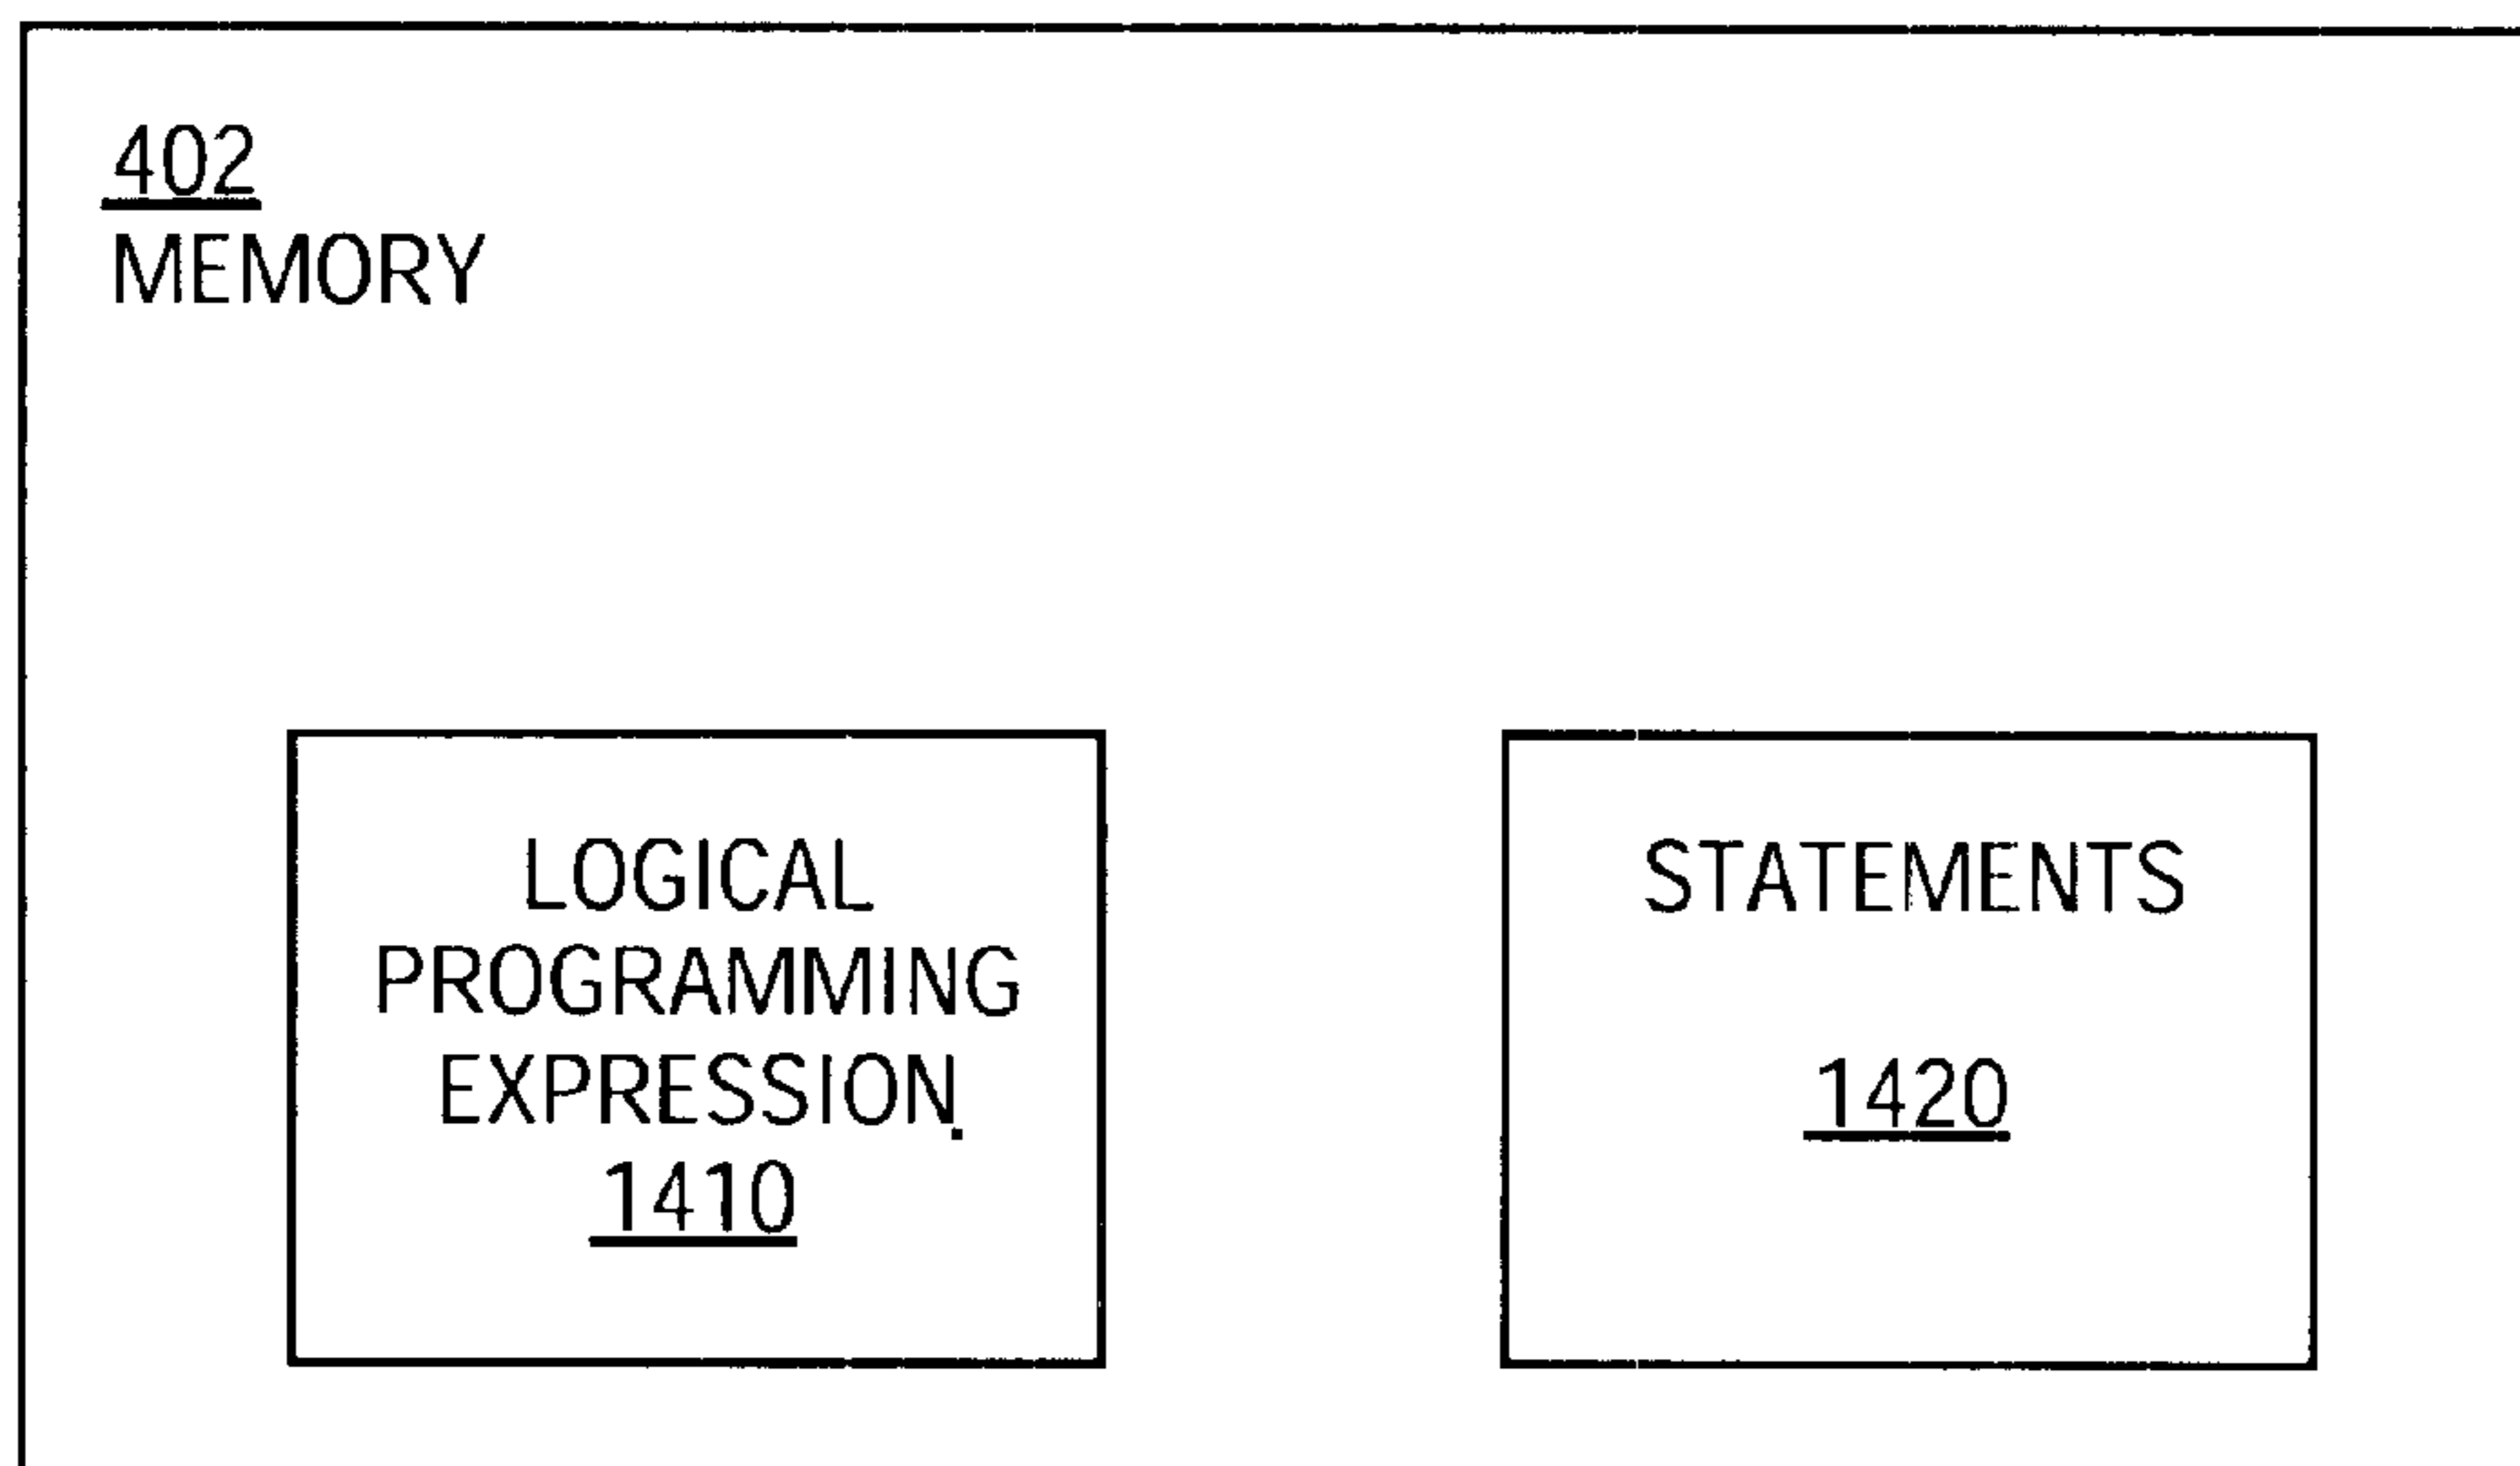 402
MEMORY
LOGICAL
PROGRAMMING
EXPRESSION
1410
STATEMENTS
1420